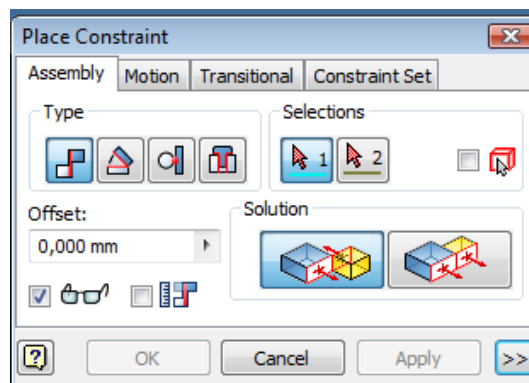 Place Constraint
Assembly Motion Transitional Constraint Set
Type Selections
1 2
Offset: Solution
0,000 mm
? OK Cancel Apply >>